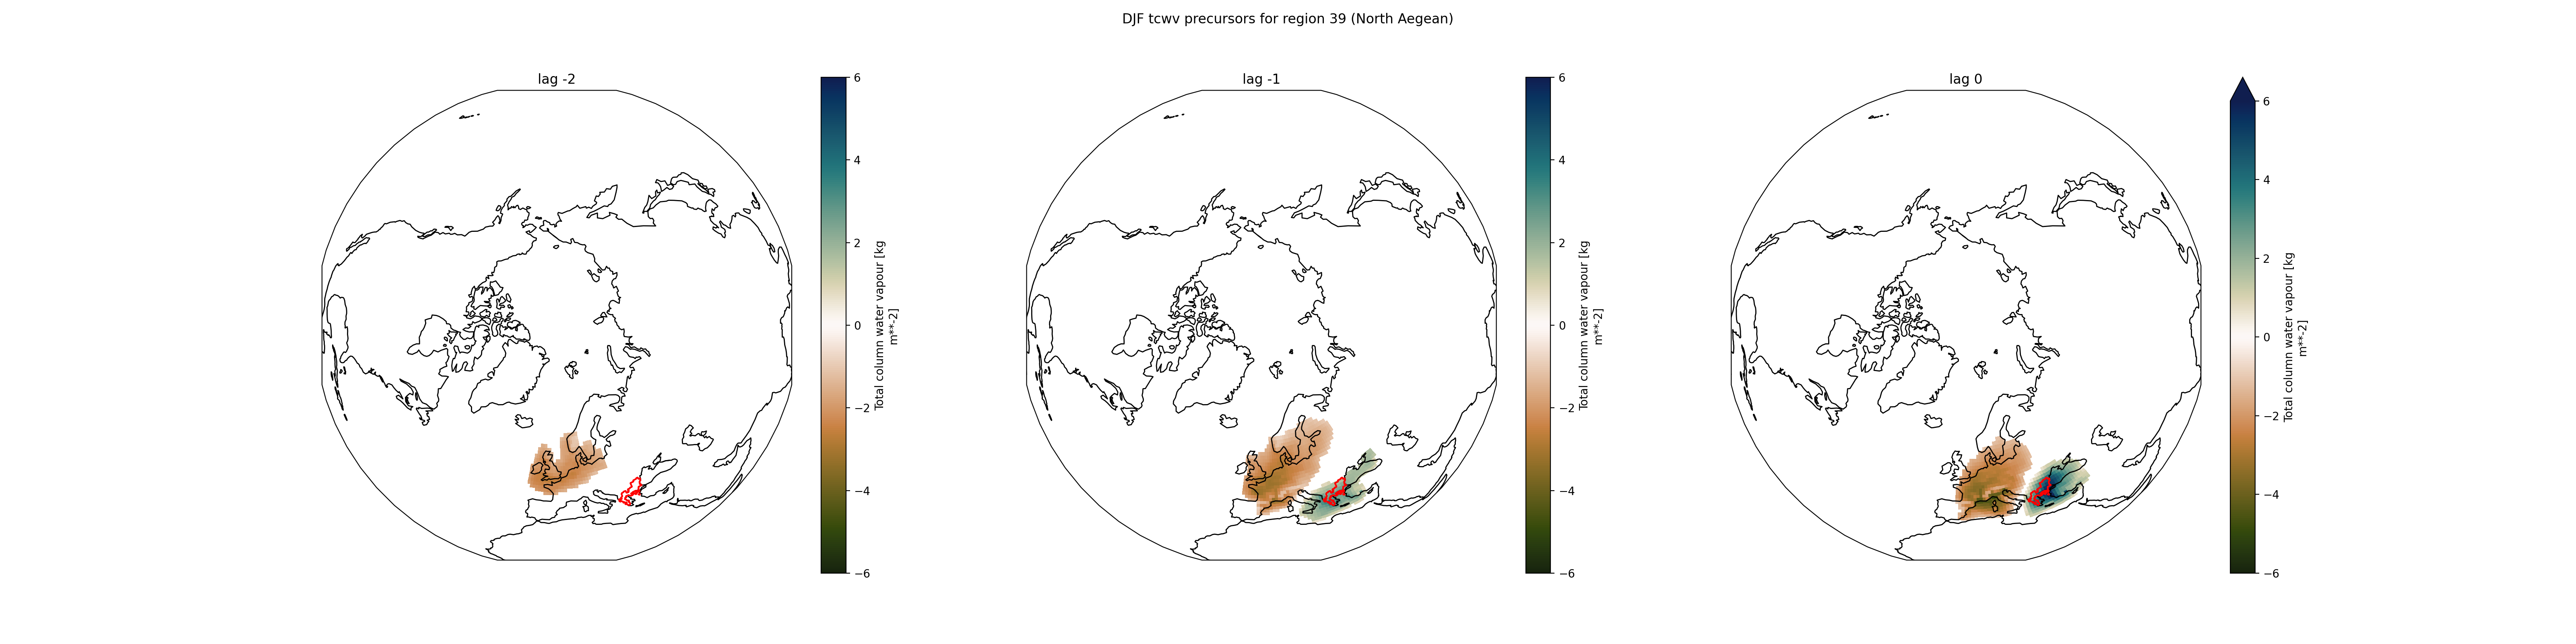 DJF tcwv precursors for region 39 (North Aegean)
lag -2
6
4
2
0
−2
−4
−6
Total column water vapour [kg
m**-2]
lag -1
6
4
2
0
−2
−4
−6
Total column water vapour [kg
m**-2]
lag 0
6
4
2
0
−2
−4
−6
Total column water vapour [kg
m**-2]